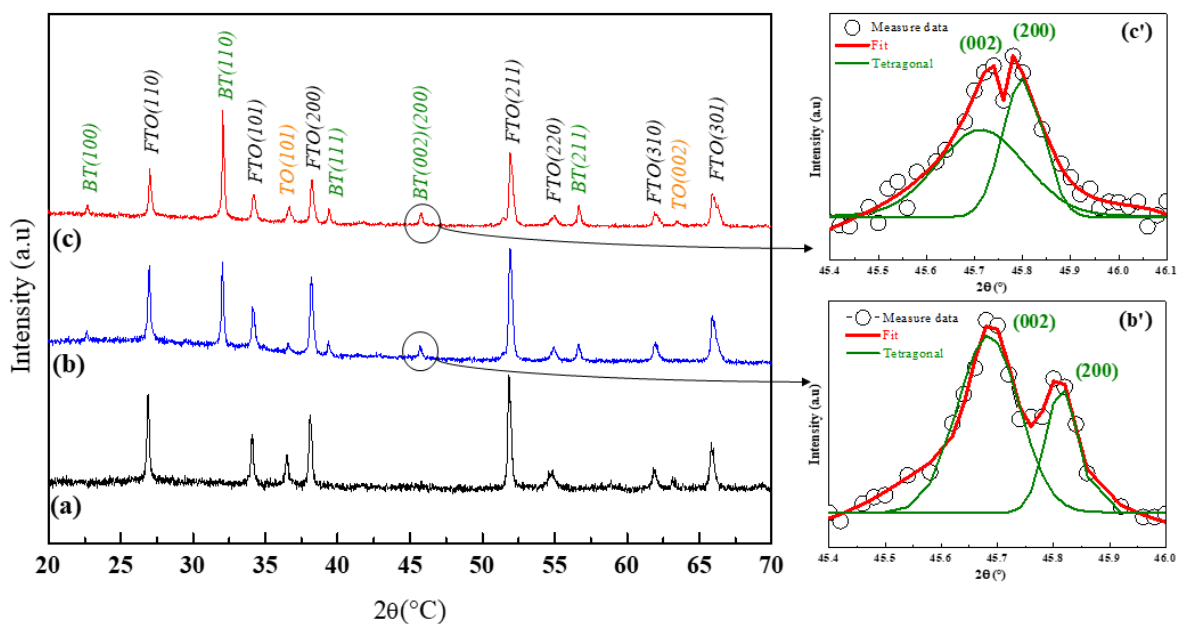 BT(100)
FTO(110)
BT(110)
FTO(101)
TO(101)
FTO(200)
BT(111)
BT(002)(200)
FTO(211)
FTO(220)
BT(211)
FTO(310)
TO(002)
FTO(301)
(c)
(b)
(a)
Intensity (a.u)
20 25 30 35 40 45 50 55 60 65 70
2θ(°C)
Measure data
Fit
Tetragonal
(002)
(200)
(c')
Intensity (a.u)
45.4 45.5 45.6 45.7 45.8 45.9 46.0 46.1
2θ (°)
Measure data
Fit
Tetragonal
(002)
(200)
(b')
Intensity (a.u)
45.4 45.5 45.6 45.7 45.8 45.9 46.0
2θ (°)